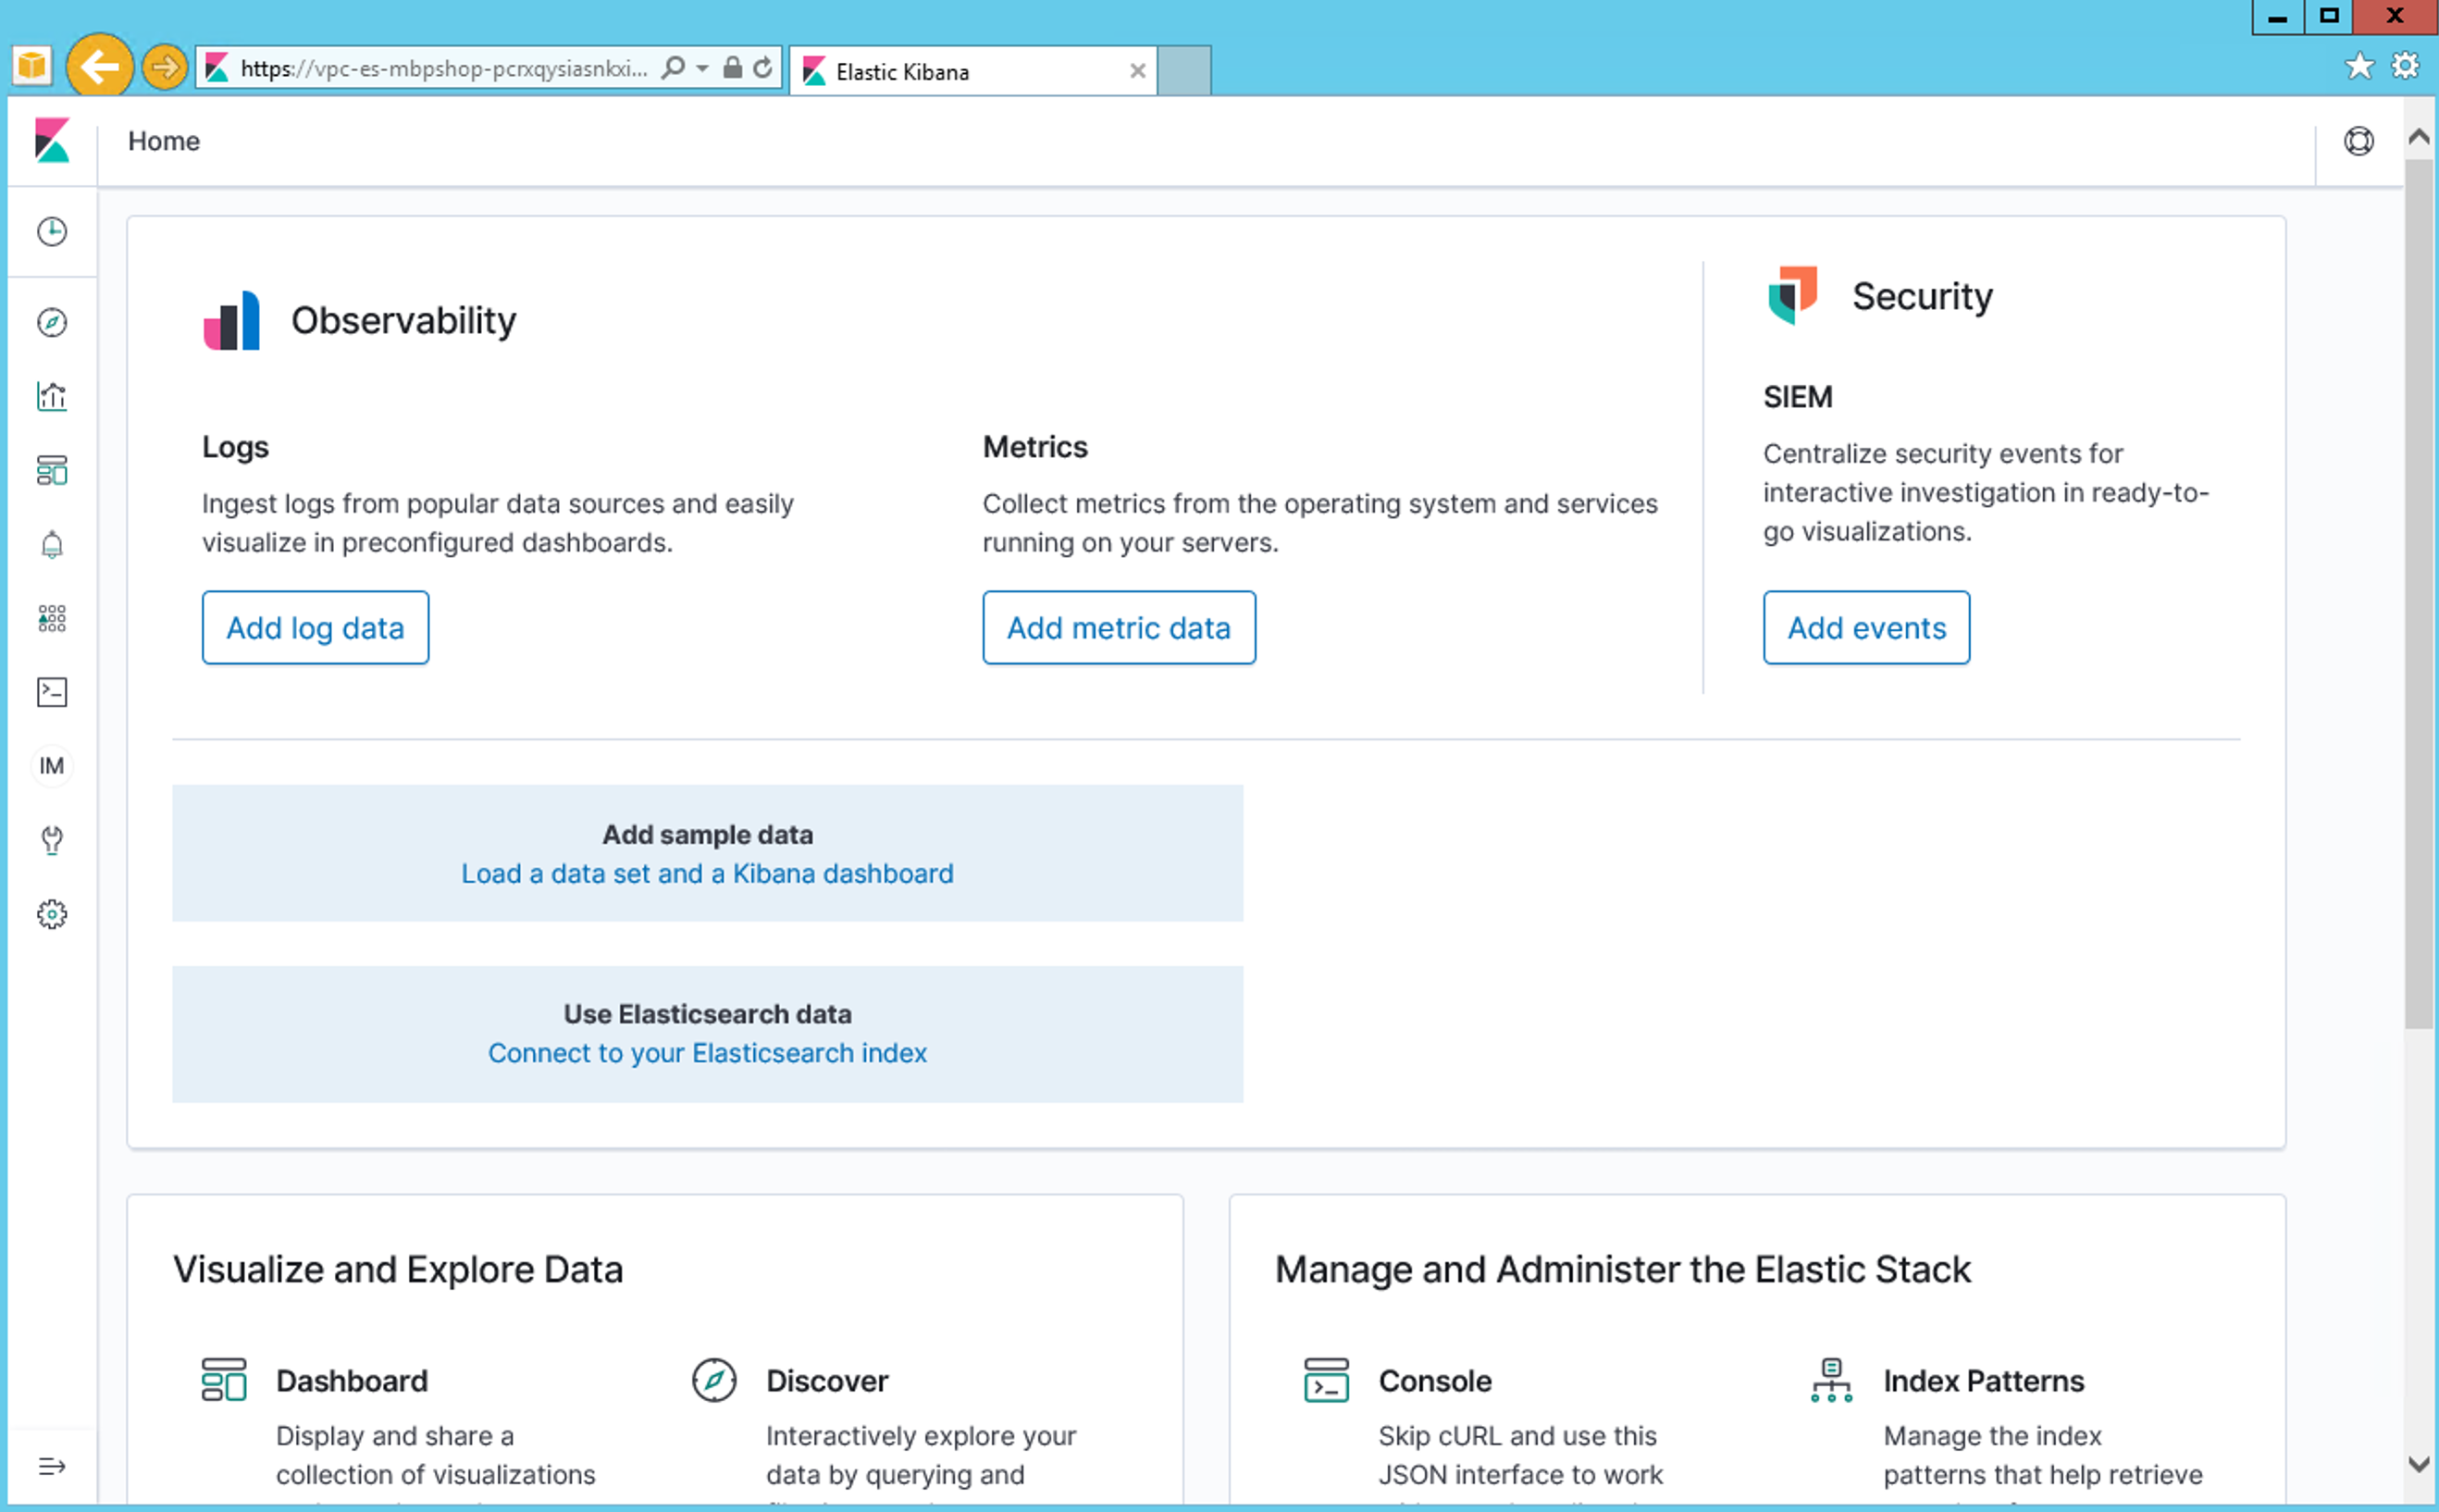 https://vpc-es-mbpshop-pcrxqysiasnkxi...
Elastic Kibana
Home
Observability
Logs
Ingest logs from popular data sources and easily
visualize in preconfigured dashboards.
Add log data
Metrics
Collect metrics from the operating system and services
running on your servers.
Add metric data
Security
SIEM
Centralize security events for
interactive investigation in ready-to-
go visualizations.
Add events
IM
Add sample data
Load a data set and a Kibana dashboard
Use Elasticsearch data
Connect to your Elasticsearch index
Visualize and Explore Data
Dashboard
Display and share a
collection of visualizations
Discover
Interactively explore your
data by querying and
Manage and Administer the Elastic Stack
Console
Skip cURL and use this
JSON interface to work
Index Patterns
Manage the index
patterns that help retrieve